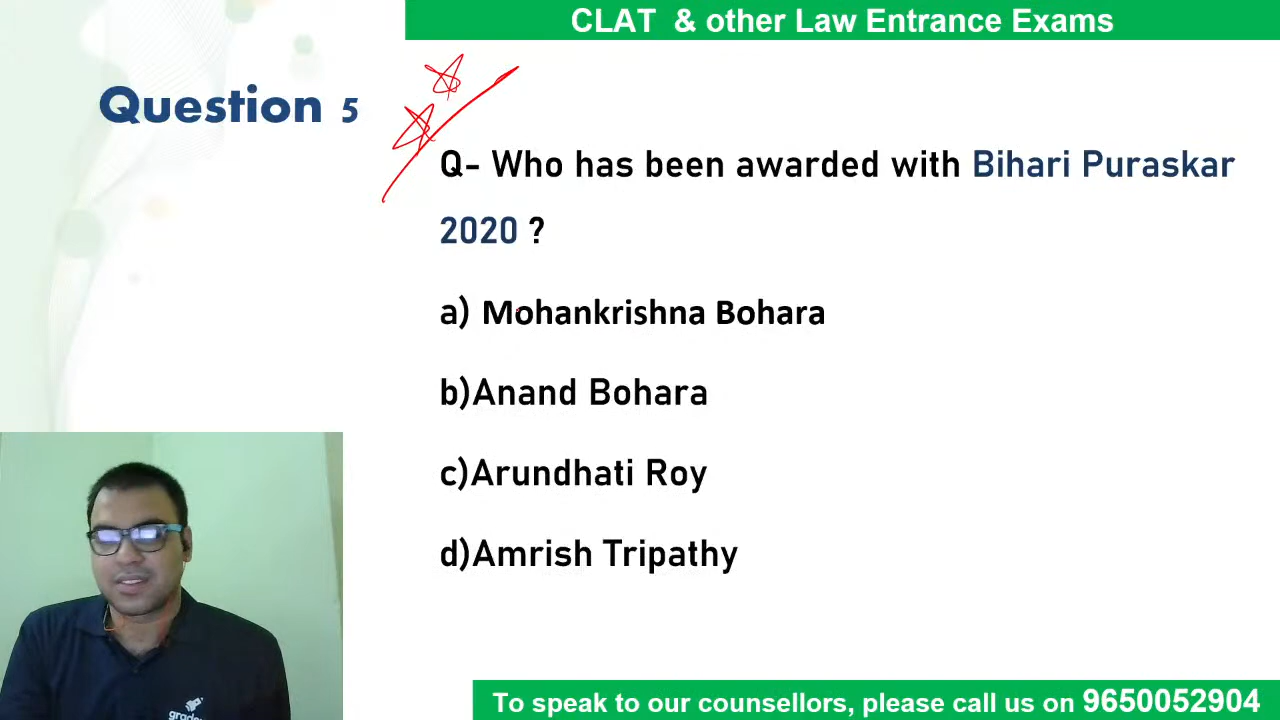 CLAT & other Law Entrance Exams
Question 5
Q- Who has been awarded with Bihari Puraskar
2020 ?
a) Mohankrishna Bohara
b)Anand Bohara
c)Arundhati Roy
d)Amrish Tripathy
To speak to our counsellors, please call us on 9650052904